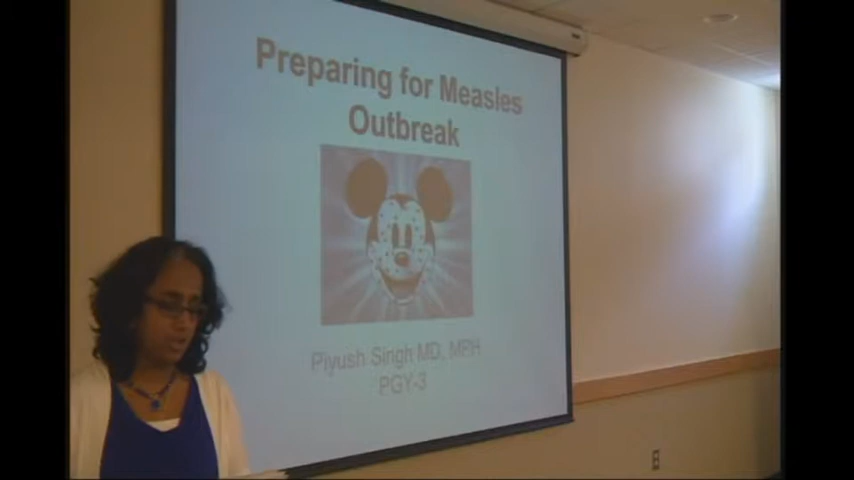 Preparing for Measles
Outbreak
Piyush Singh MD, MPH
PGY-3